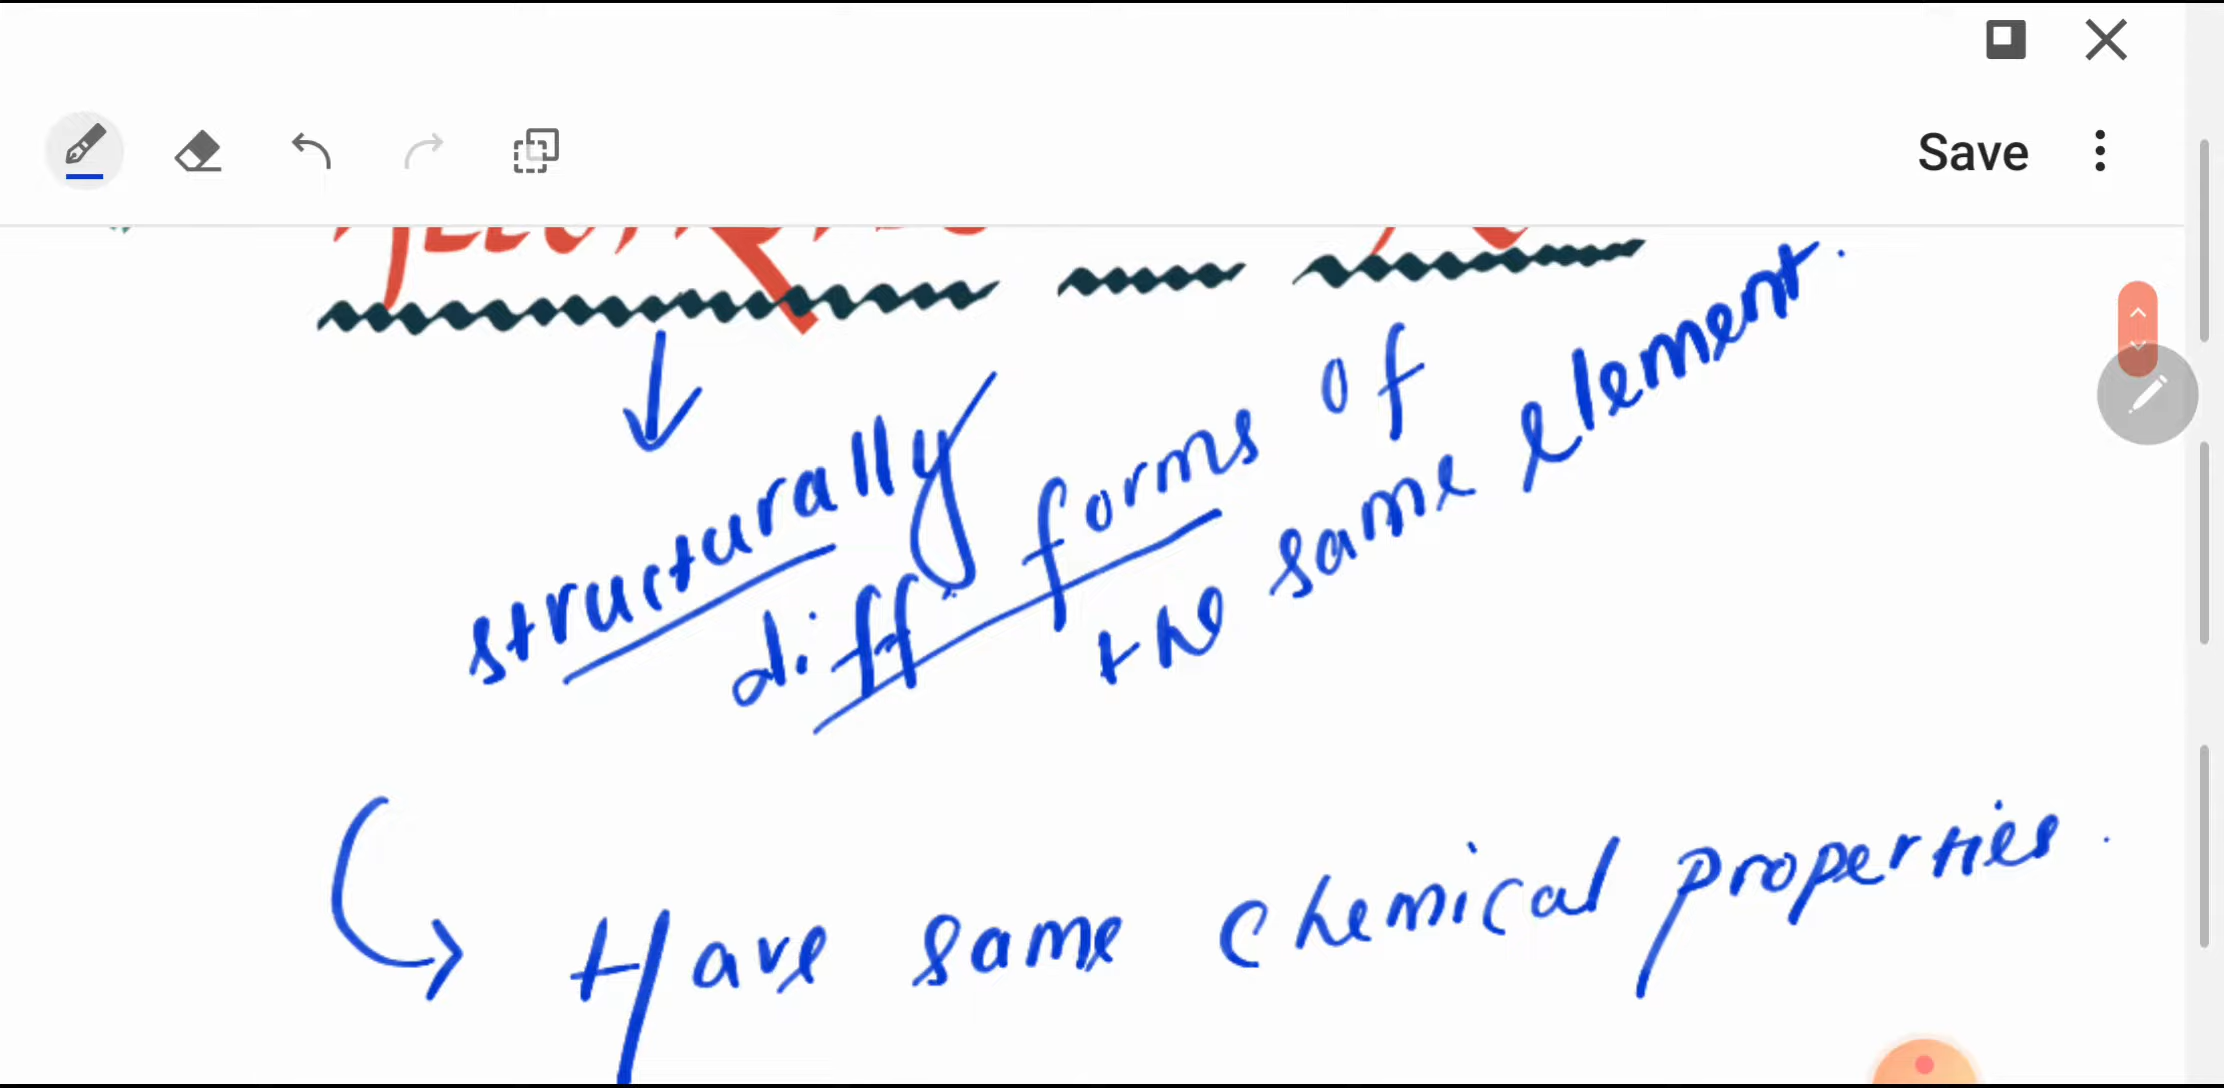 Save
structurally
diff forms of
the same element.
Have same chemical properties.